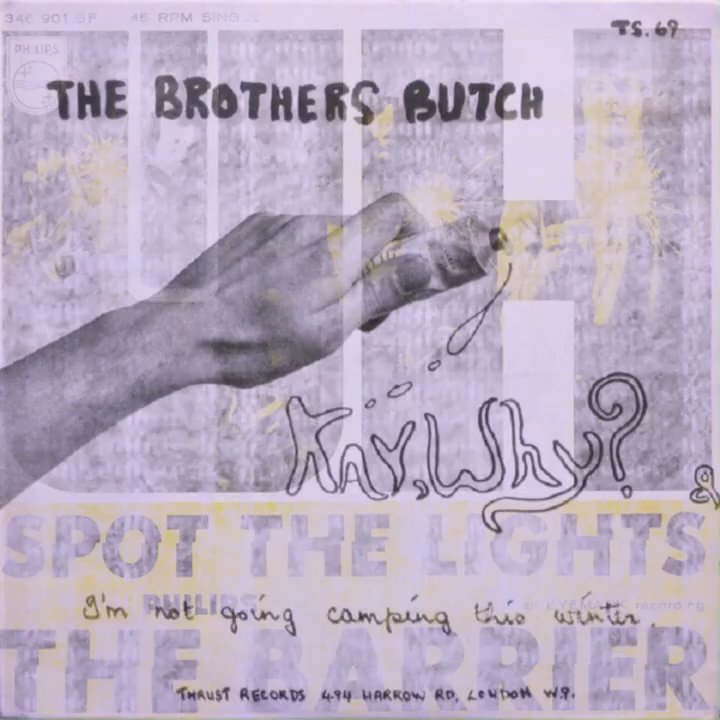 346 901 BF 45 RPM SINGLE
TS. 69
PHILIPS
THE BROTHERS BUTCH
KAY, Why?
&
SPOT THE LIGHTS
PHILIPS
an EYEMARK recording
I'm not going camping this winter.
THE BARRIER
THRUST RECORDS 494 HARROW RD, LONDON W.9.